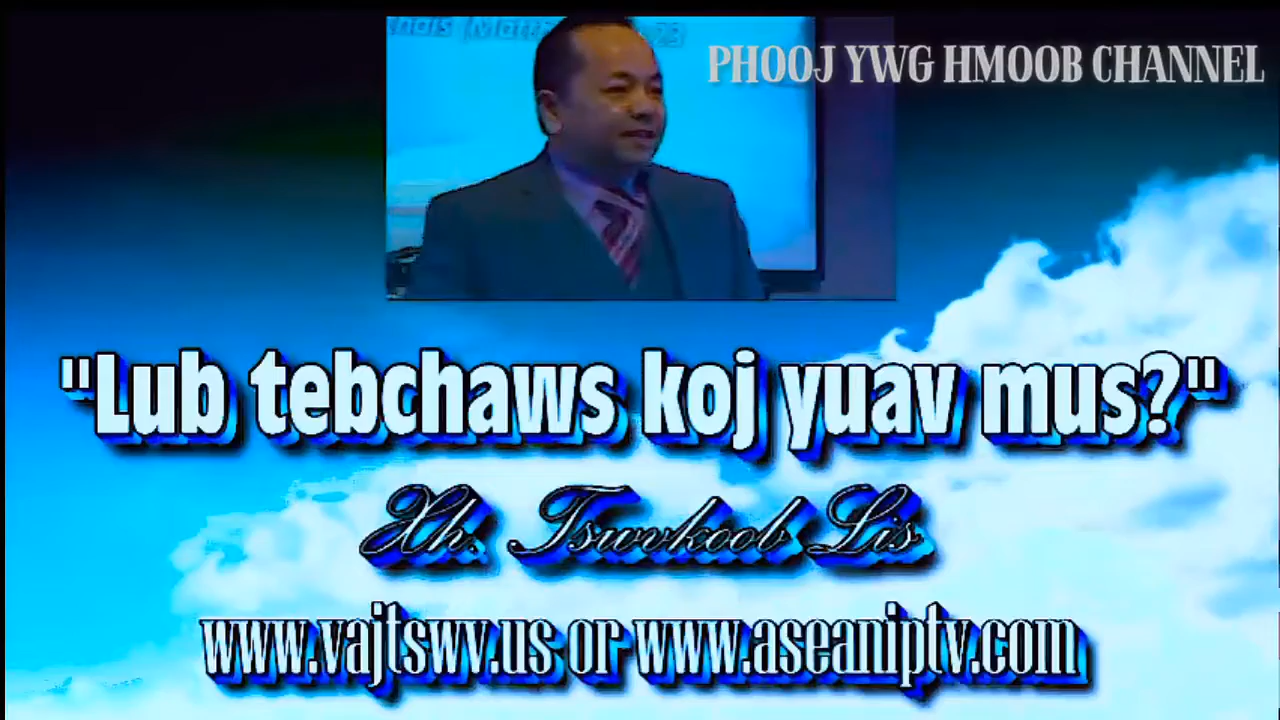 PHOOJ YWG HMOOB CHANNEL
"Lub tebchaws koj yuav mus?"
Xh. Tswvkoob Lis
www.vajtswv.us or www.aseaniptv.com